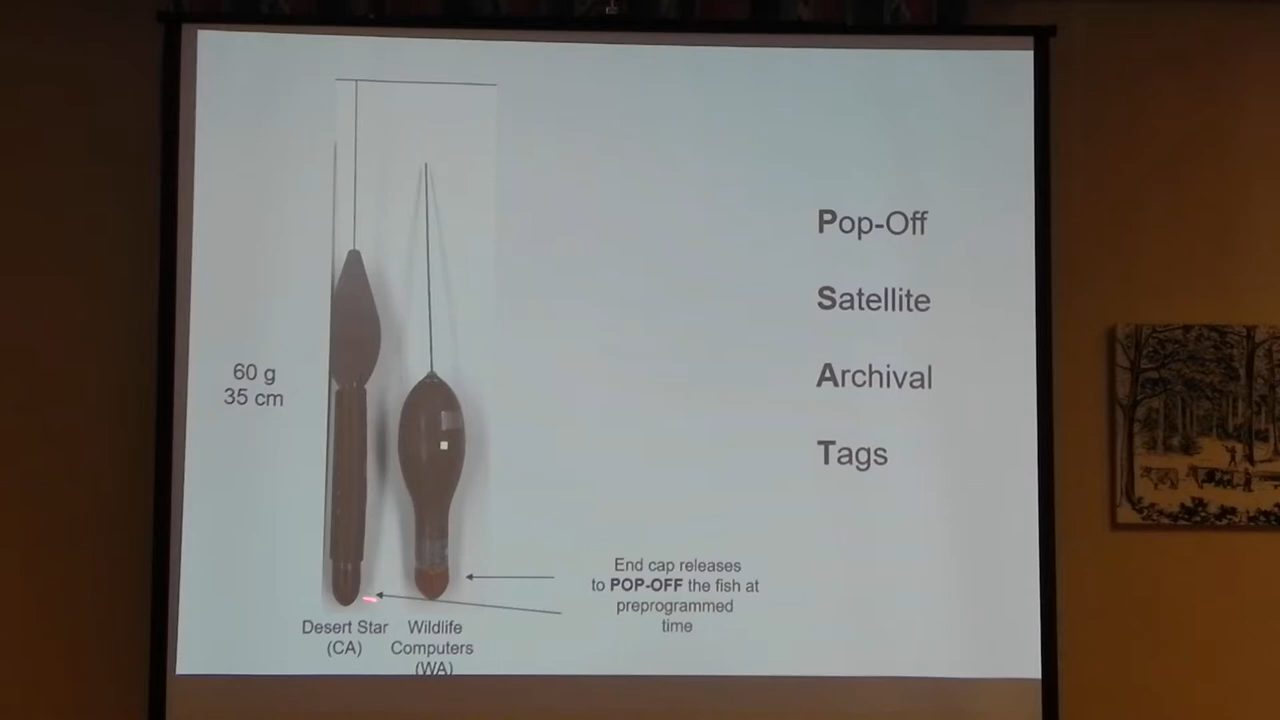 Pop-Off
Satellite
Archival
Tags
60 g
35 cm
End cap releases
to POP-OFF the fish at
preprogrammed
time
Desert Star
(CA)
Wildlife
Computers
(WA)